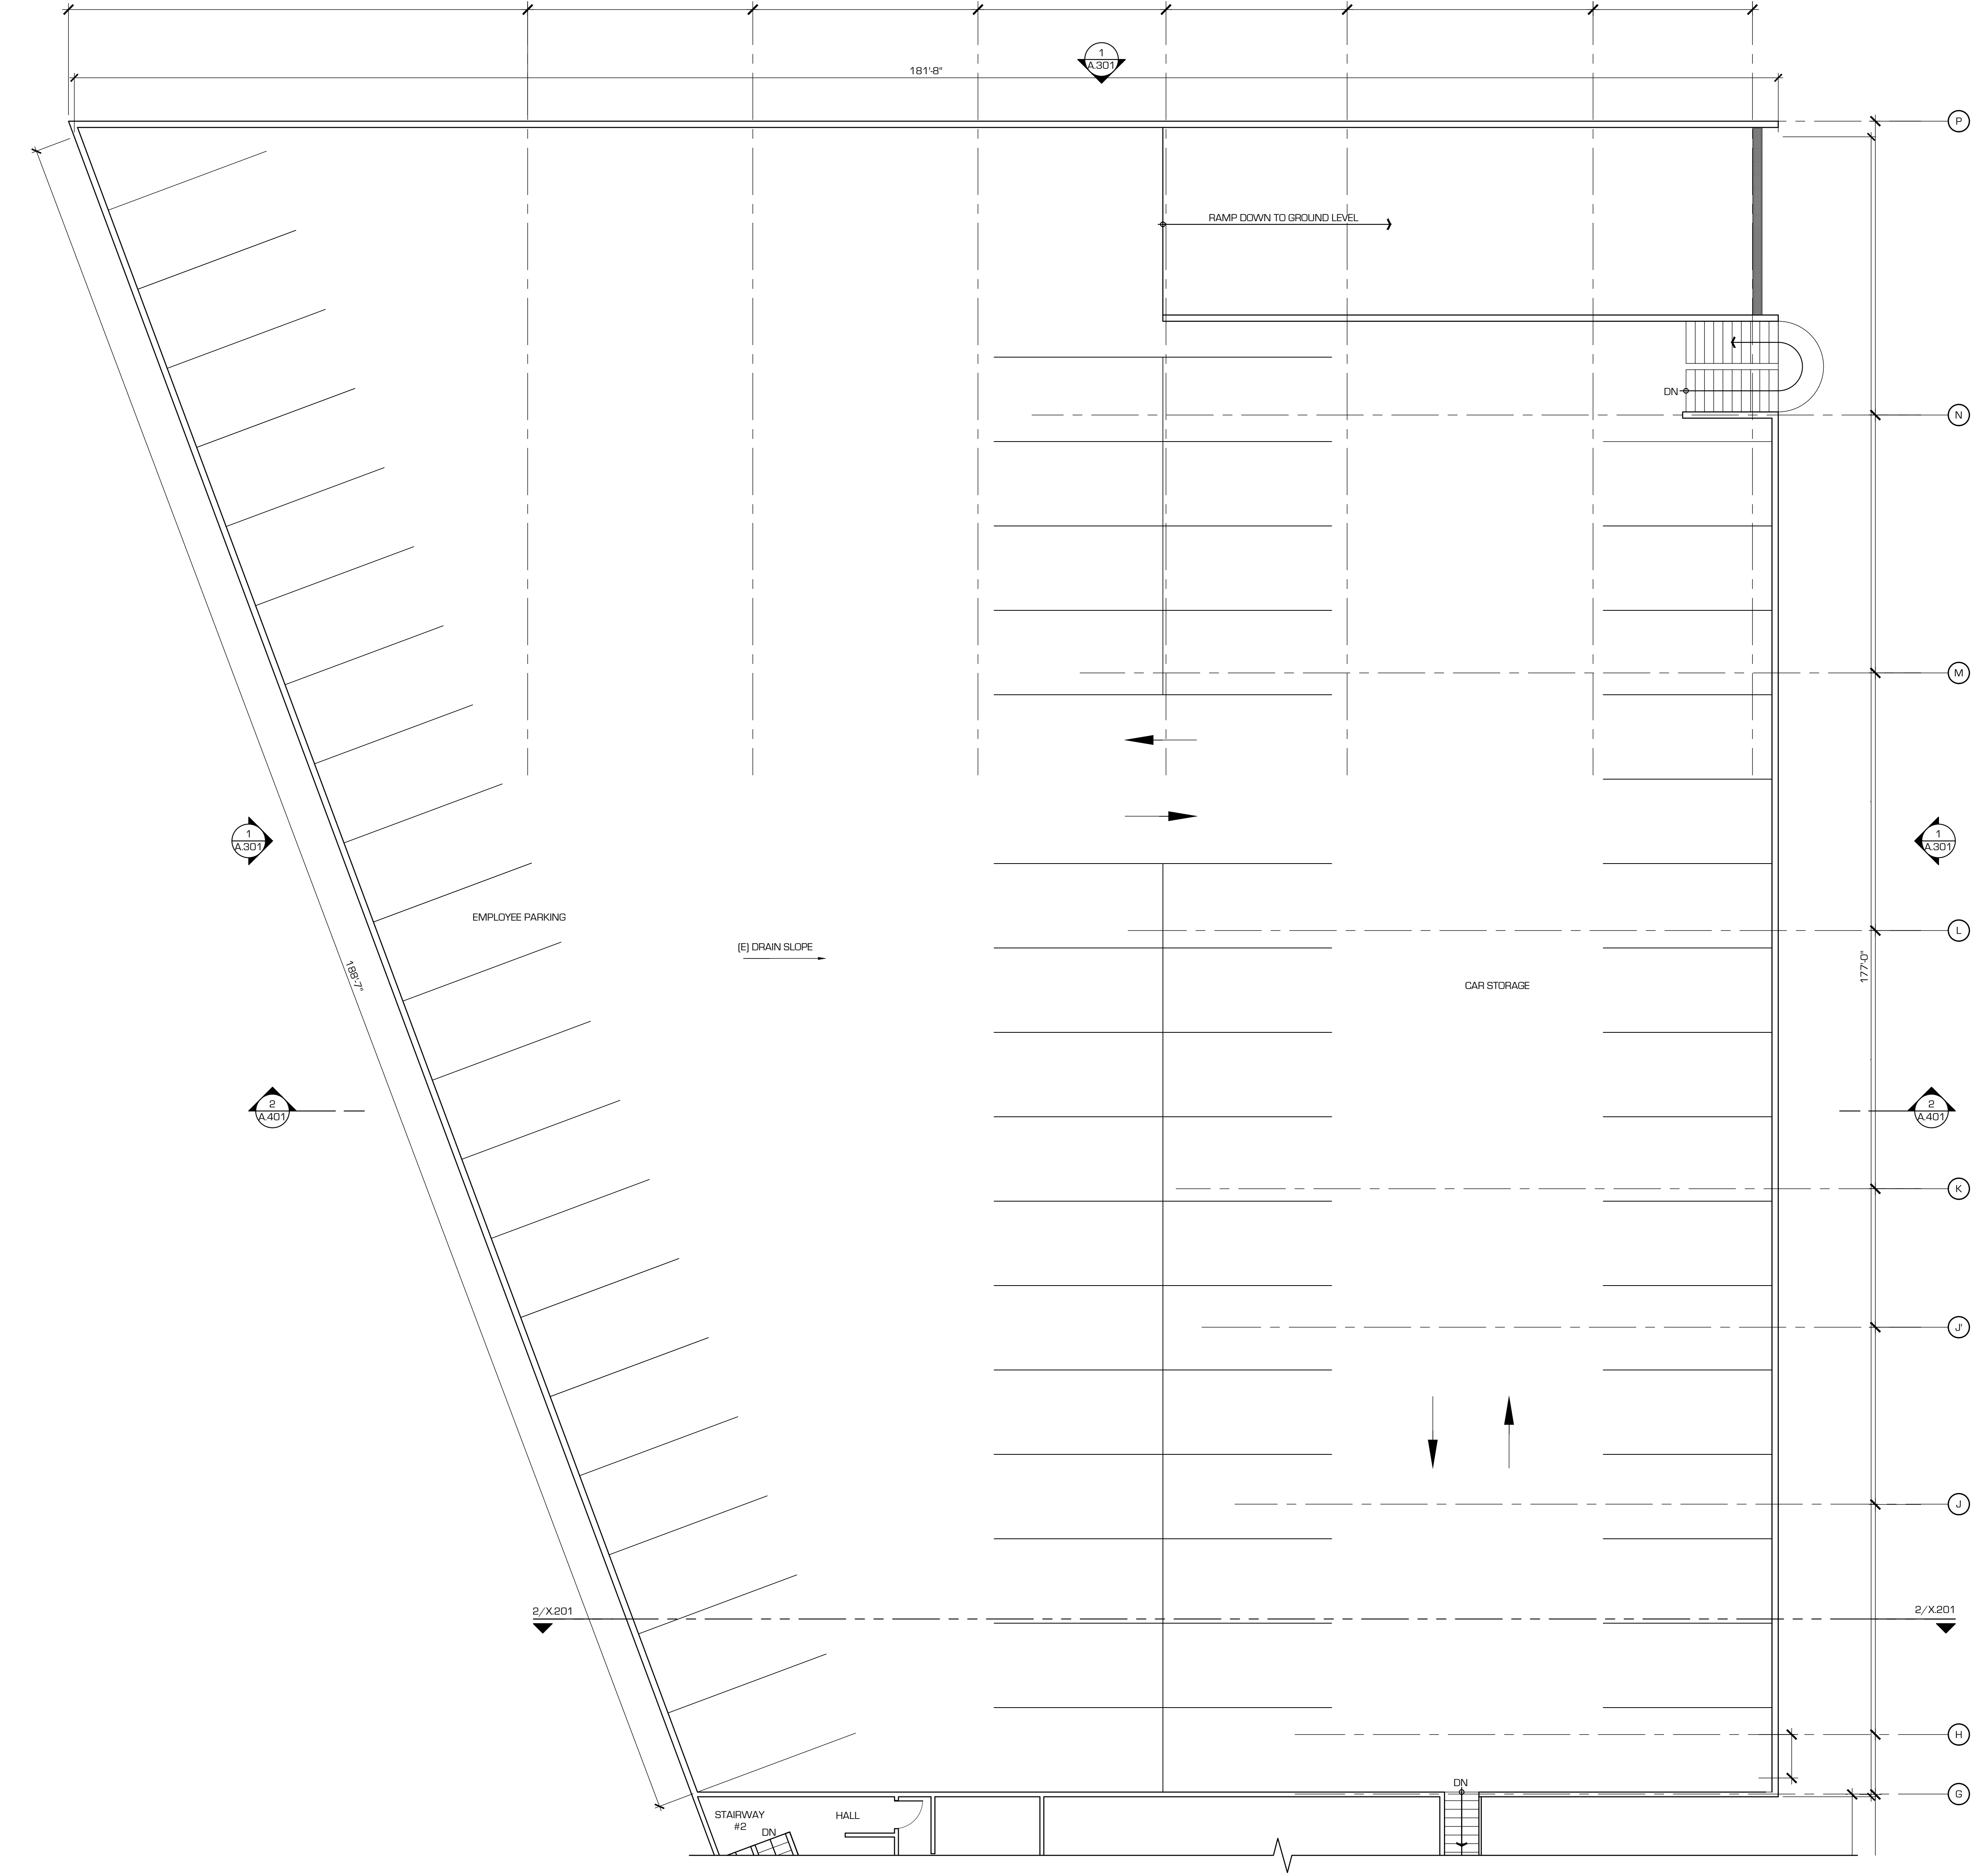 1
A.301
181'-8"
P
RAMP DOWN TO GROUND LEVEL
DN
N
M
1
A.301
1
A.301
EMPLOYEE PARKING
L
(E) DRAIN SLOPE
188'-7"
177'-0"
CAR STORAGE
2
A.401
2
A.401
K
J'
J
2/X.201
2/X.201
H
DN
G
STAIRWAY
#2
HALL
DN